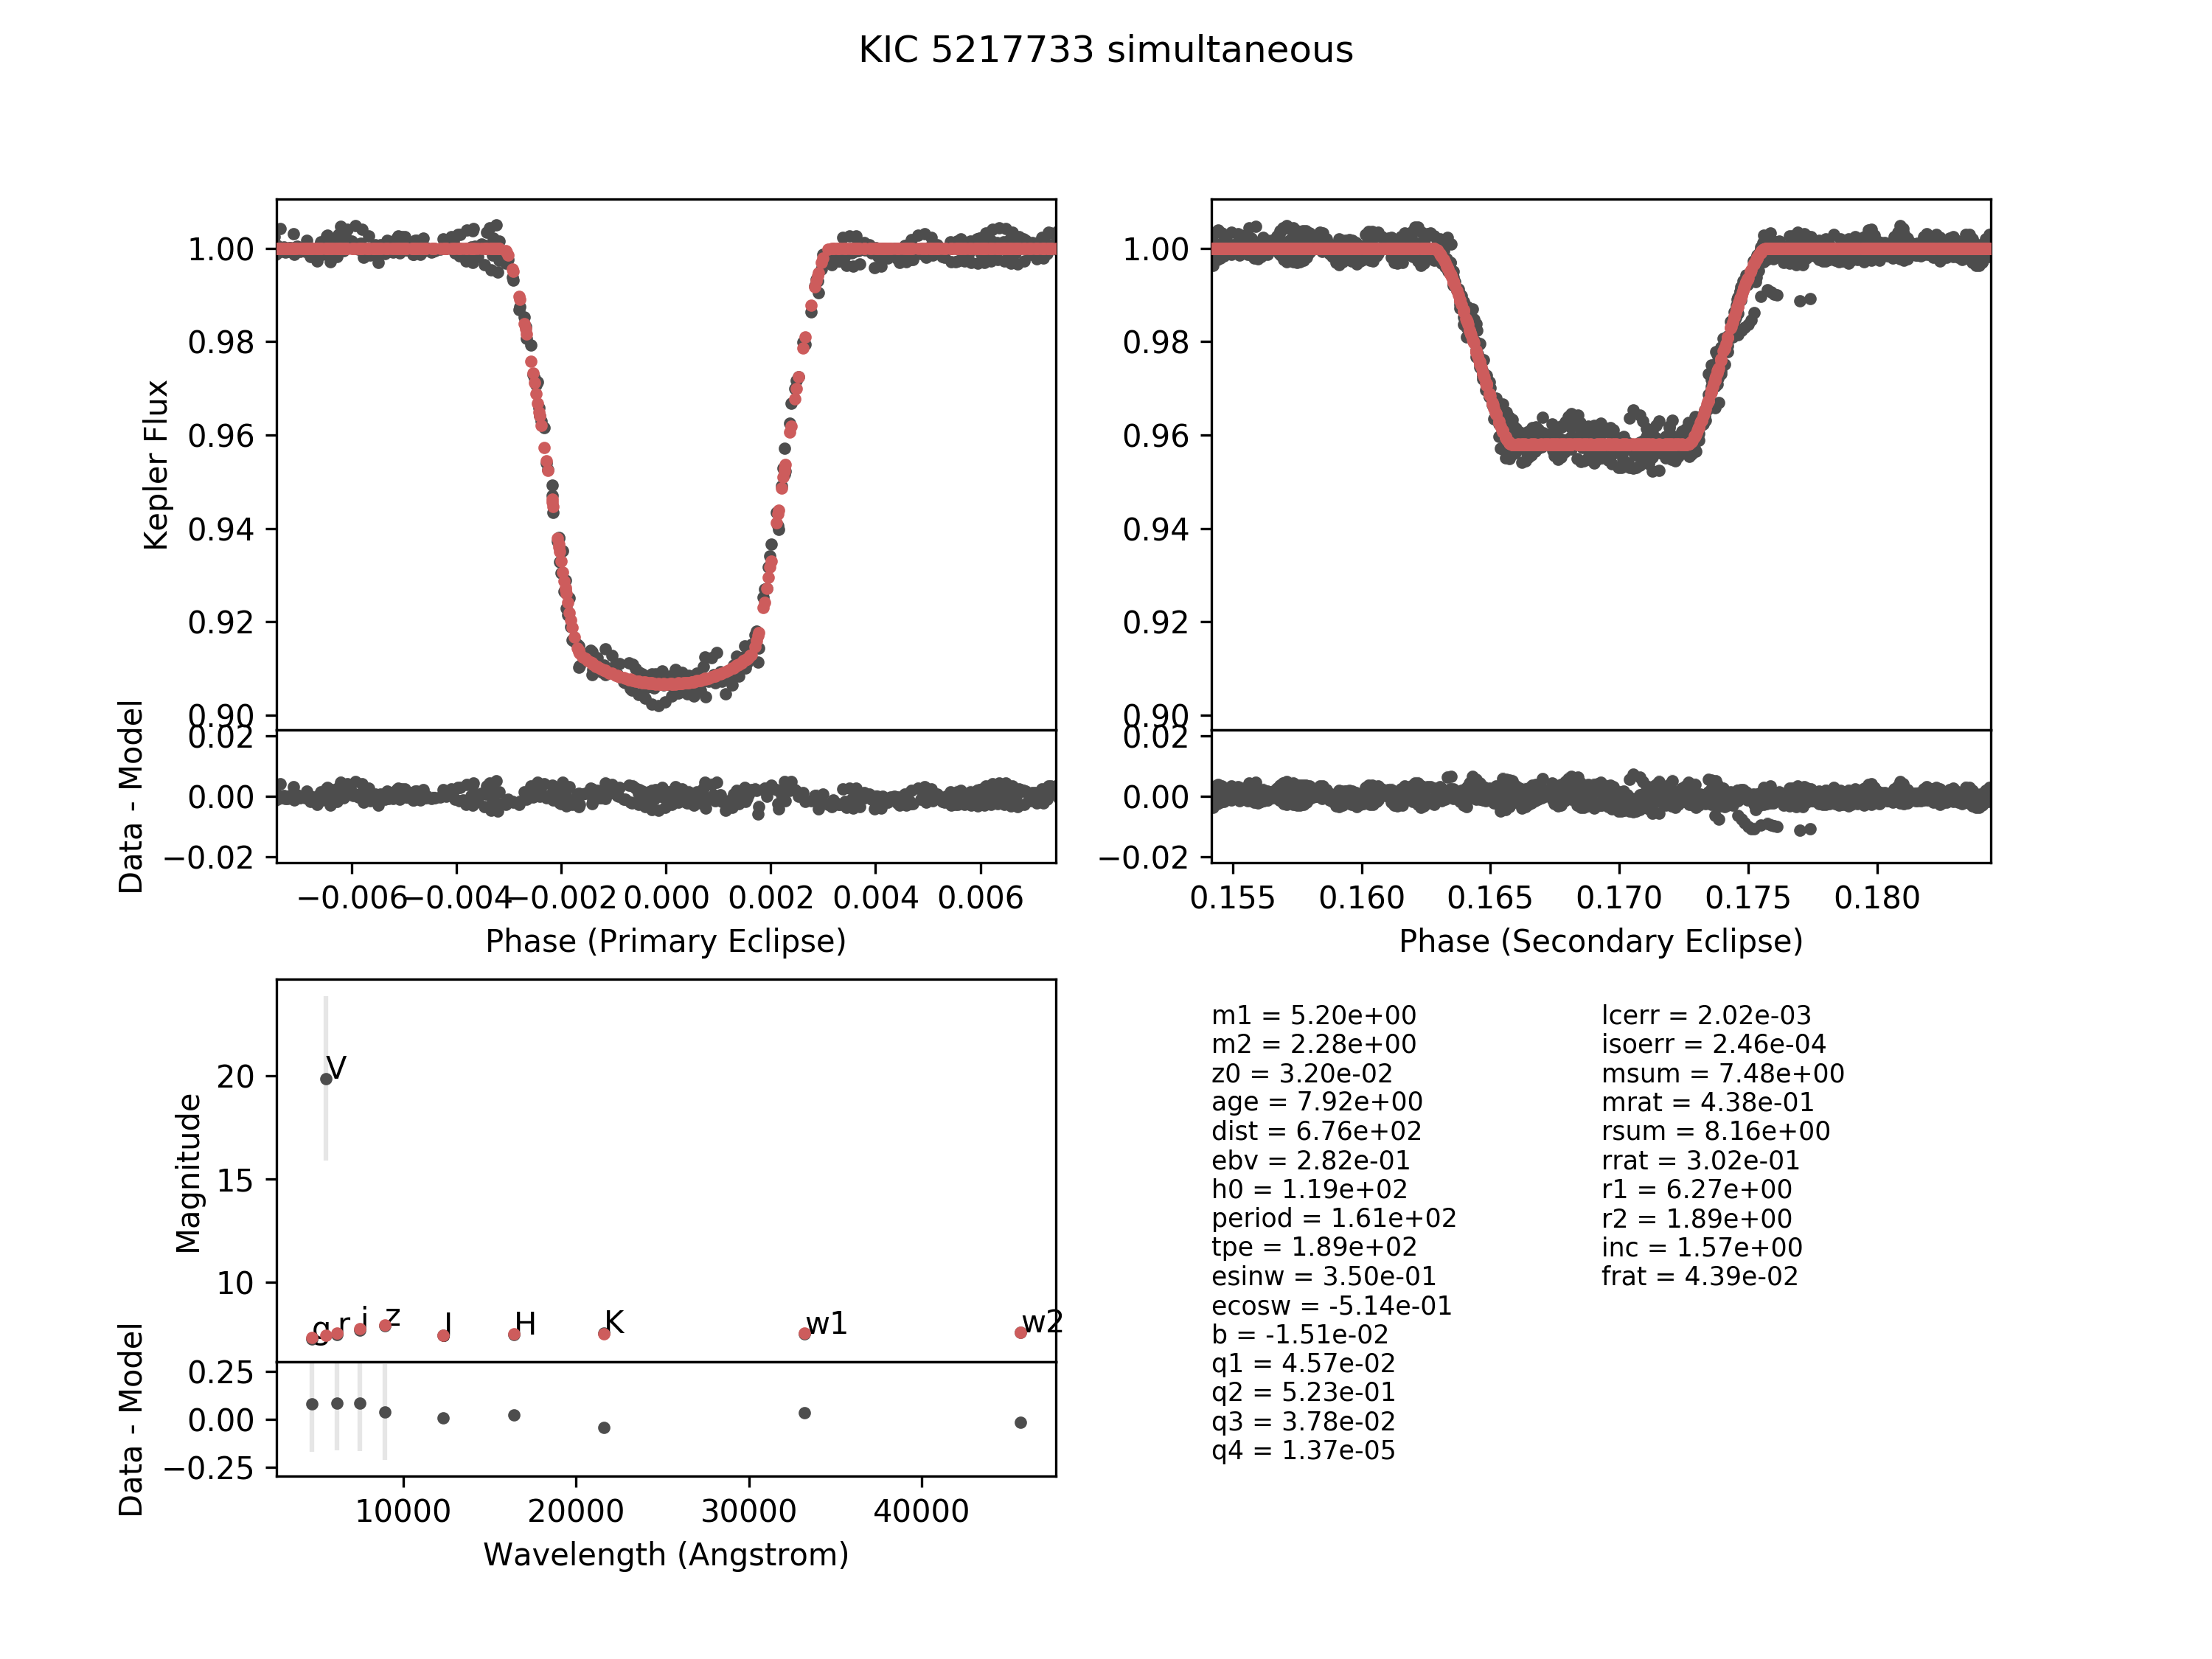 KIC 5217733 simultaneous
1.00
0.98
0.96
0.94
0.92
0.90
Kepler Flux
0.02
0.00
−0.02
Data - Model
−0.006
−0.004
−0.002
0.000
0.002
0.004
0.006
Phase (Primary Eclipse)
1.00
0.98
0.96
0.94
0.92
0.90
0.02
0.00
−0.02
0.155
0.160
0.165
0.170
0.175
0.180
Phase (Secondary Eclipse)
20
15
10
Magnitude
V
g
r
i
z
J
H
K
w1
w2
0.25
0.00
−0.25
Data - Model
10000
20000
30000
40000
Wavelength (Angstrom)
m1 = 5.20e+00
m2 = 2.28e+00
z0 = 3.20e-02
age = 7.92e+00
dist = 6.76e+02
ebv = 2.82e-01
h0 = 1.19e+02
period = 1.61e+02
tpe = 1.89e+02
esinw = 3.50e-01
ecosw = -5.14e-01
b = -1.51e-02
q1 = 4.57e-02
q2 = 5.23e-01
q3 = 3.78e-02
q4 = 1.37e-05
lcerr = 2.02e-03
isoerr = 2.46e-04
msum = 7.48e+00
mrat = 4.38e-01
rsum = 8.16e+00
rrat = 3.02e-01
r1 = 6.27e+00
r2 = 1.89e+00
inc = 1.57e+00
frat = 4.39e-02